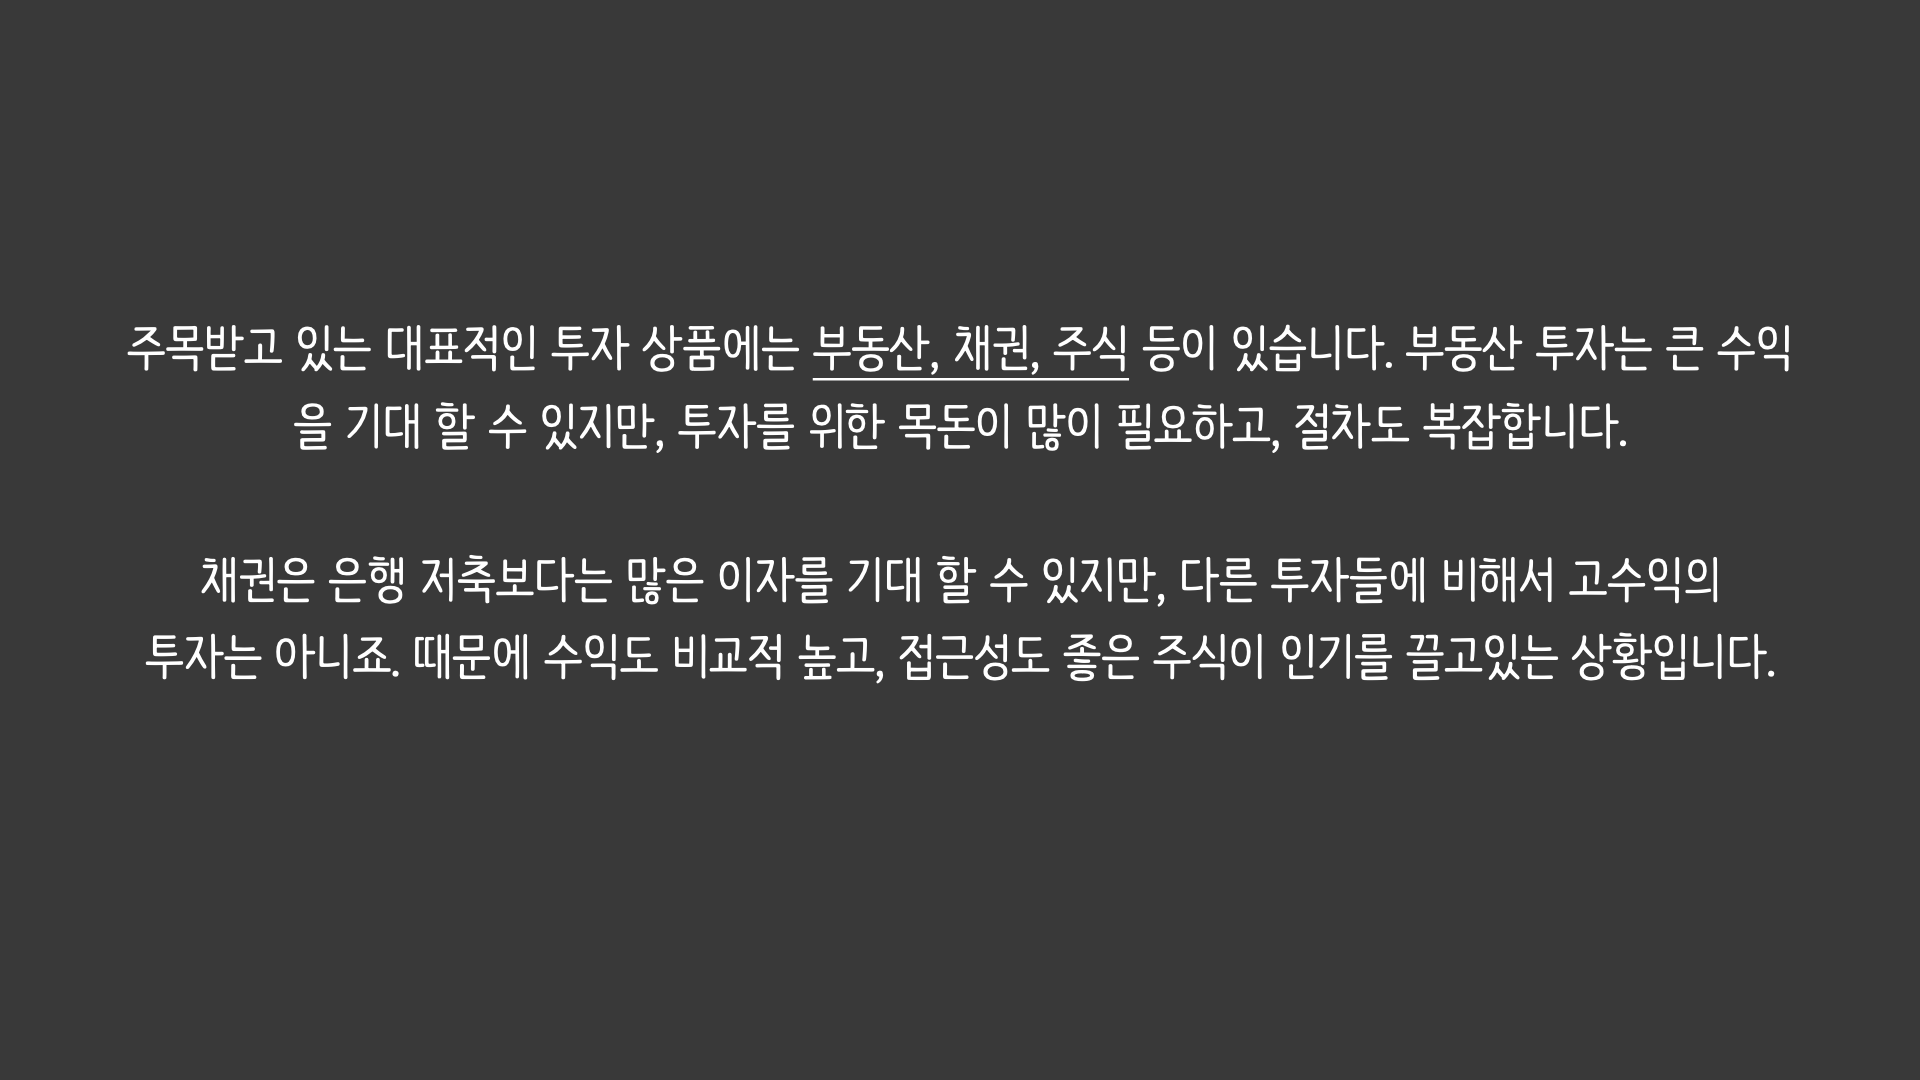 주목받고 있는 대표적인 투자 상품에는 부동산, 채권, 주식 등이 있습니다. 부동산 투자는 큰 수익
을 기대 할 수 있지만, 투자를 위한 목돈이 많이 필요하고, 절차도 복잡합니다.
채권은 은행 저축보다는 많은 이자를 기대 할 수 있지만, 다른 투자들에 비해서 고수익의
투자는 아니죠. 때문에 수익도 비교적 높고, 접근성도 좋은 주식이 인기를 끌고있는 상황입니다.